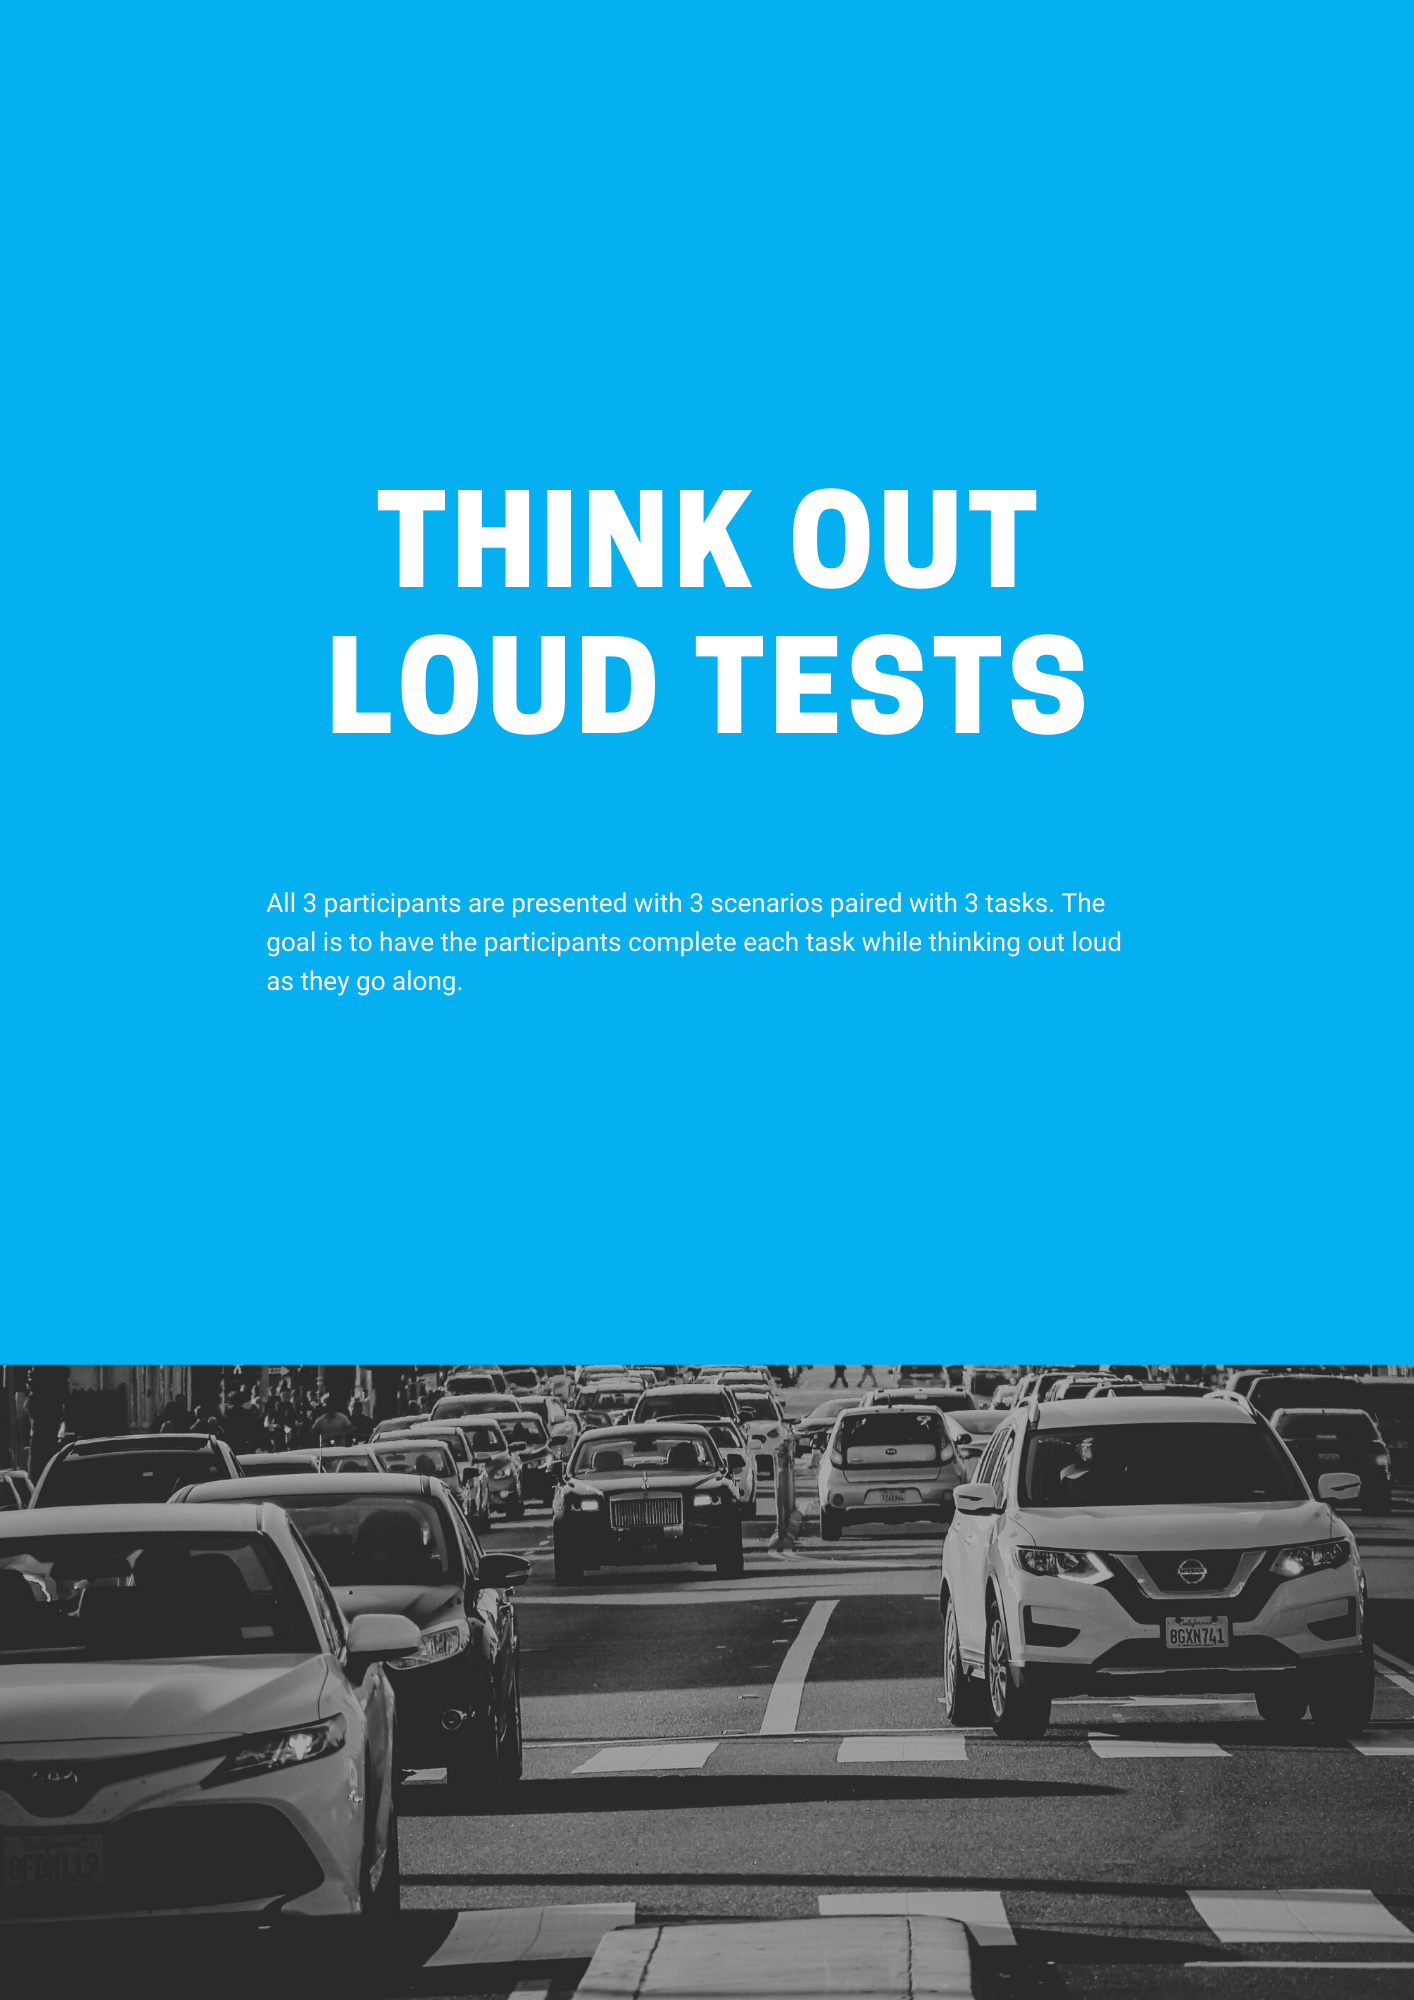 THINK OUT
LOUD TESTS
All 3 participants are presented with 3 scenarios paired with 3 tasks. The
goal is to have the participants complete each task while thinking out loud
as they go along.
8GXN741